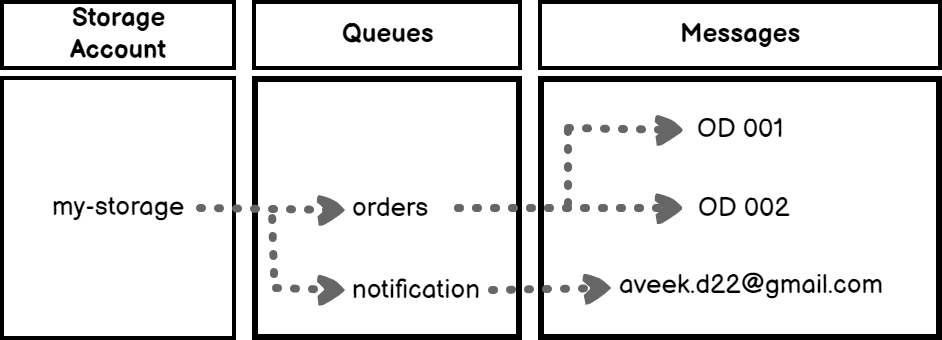 Storage
Account
Queues
Messages
OD 001
my-storage
orders
OD 002
notification
aveek.d22@gmail.com